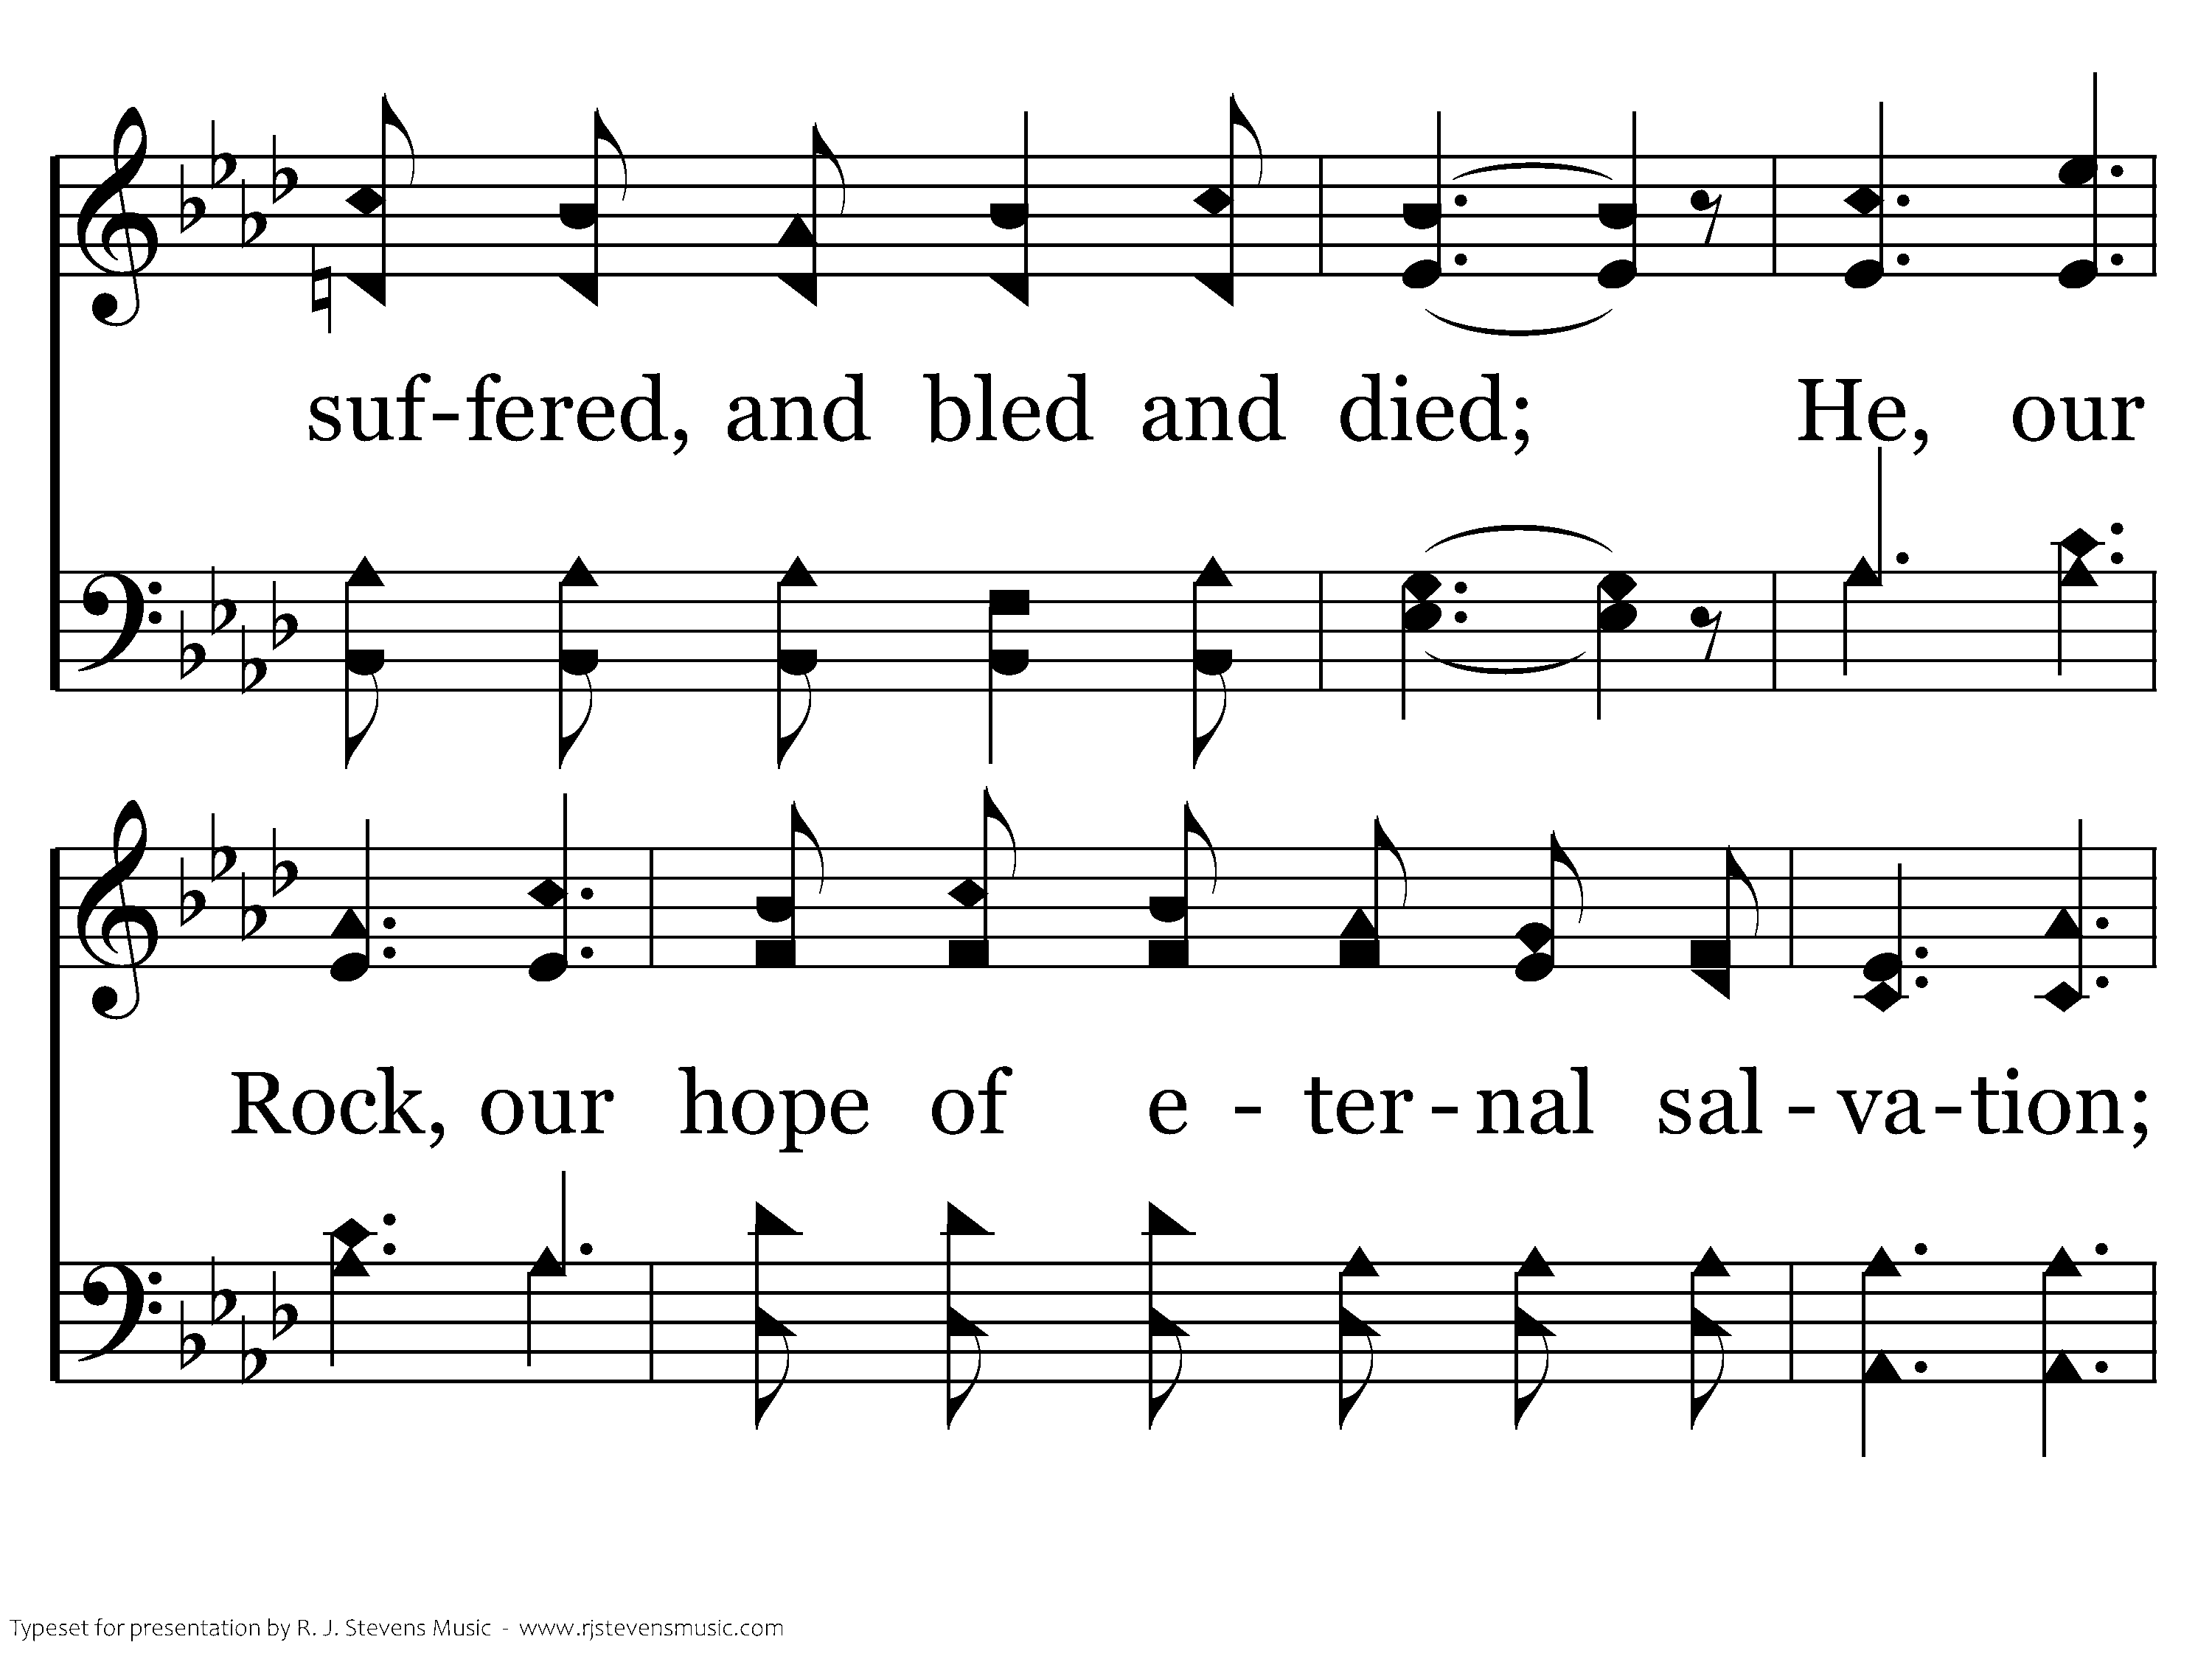 suf-fered, and bled and died; He, our
Rock, our hope of e - ter - nal sal - va - tion;
Typeset for presentation by R. J. Stevens Music - www.rjstevensmusic.com